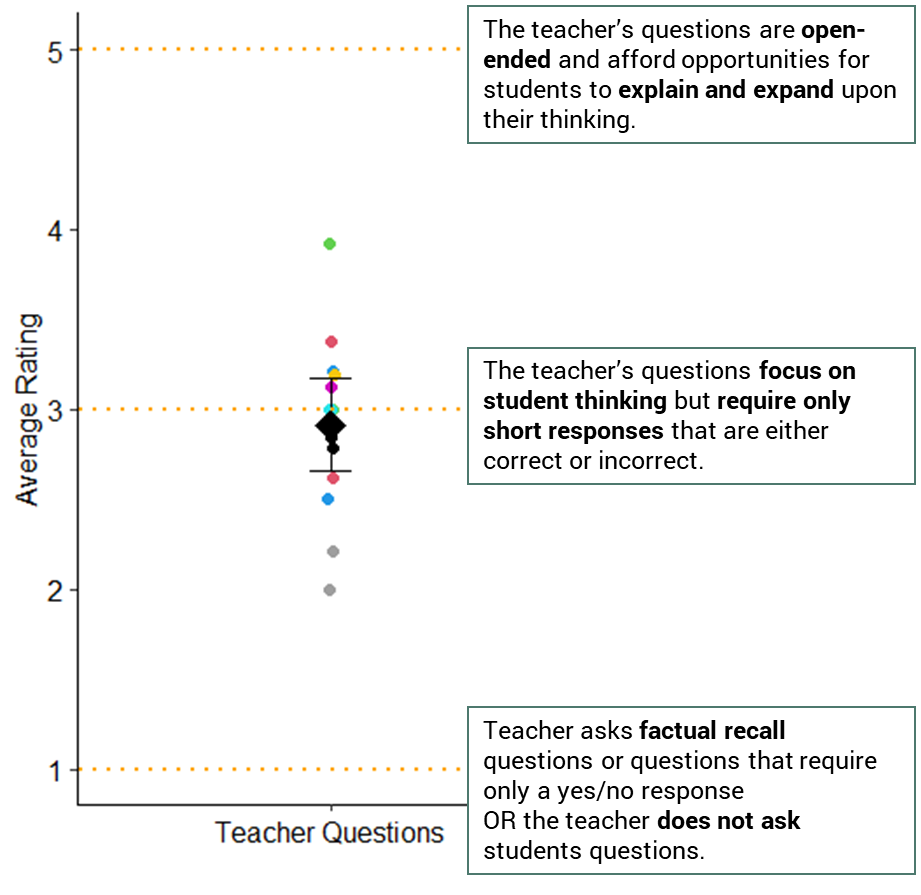 The teacher's questions are open-
ended and afford opportunities for
students to explain and expand upon
their thinking.
5
4
3
2
1
Average Rating
The teacher's questions focus on
student thinking but require only
short responses that are either
correct or incorrect.
Teacher asks factual recall
questions or questions that require
only a yes/no response
OR the teacher does not ask
students questions.
Teacher Questions